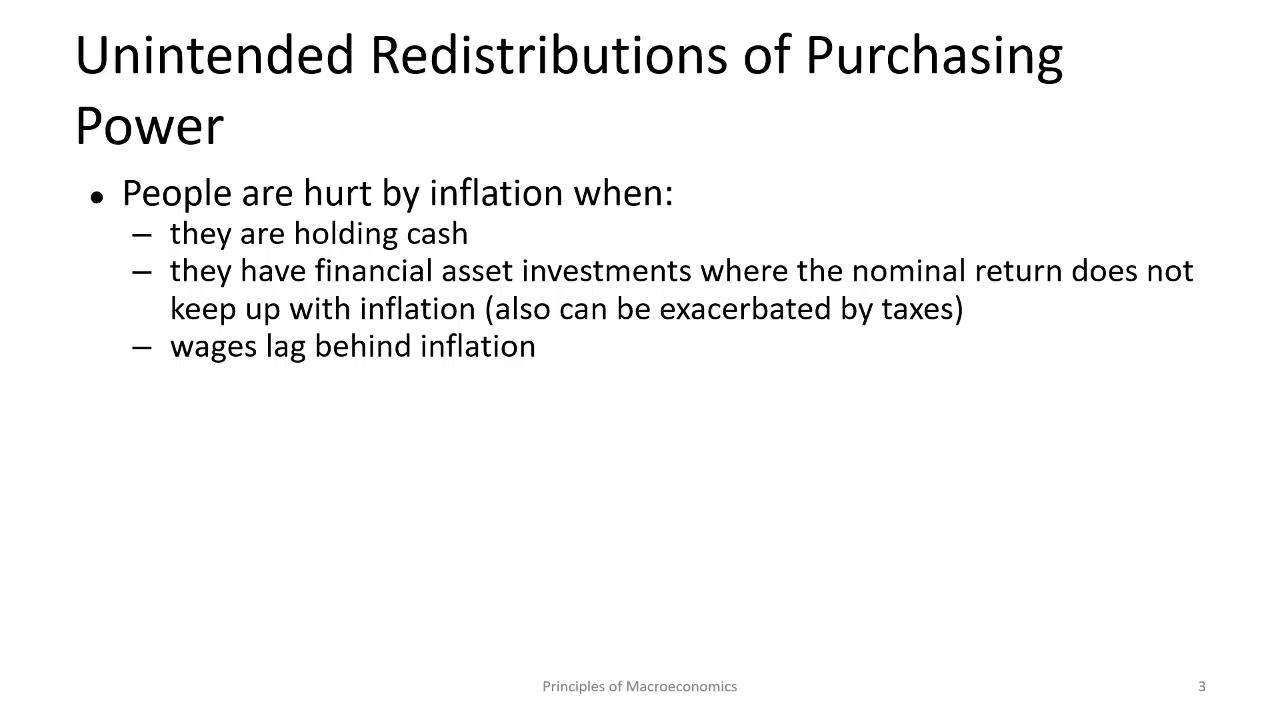 Unintended Redistributions of Purchasing
Power
● People are hurt by inflation when:
– they are holding cash
– they have financial asset investments where the nominal return does not
keep up with inflation (also can be exacerbated by taxes)
– wages lag behind inflation
Principles of Macroeconomics
3